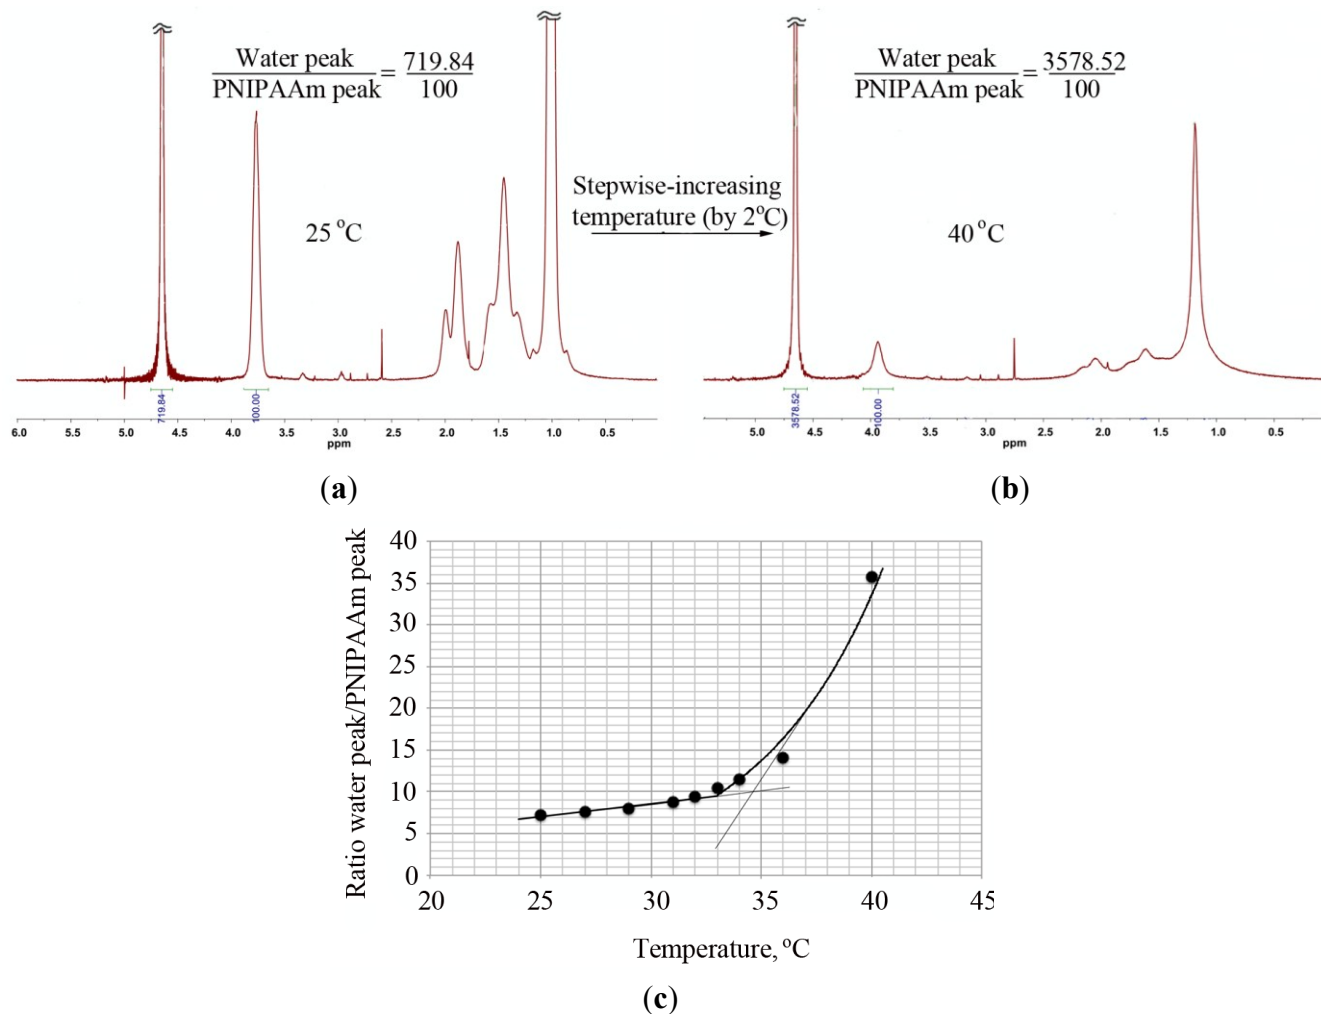 Water peak / PNIPAAm peak = 719.84 / 100
25 °C
719.84
100.00
6.0 5.5 5.0 4.5 4.0 3.5 3.0 2.5 2.0 1.5 1.0 0.5
ppm
(a)
Stepwise-increasing
temperature (by 2°C)
Water peak / PNIPAAm peak = 3578.52 / 100
40 °C
3578.52
100.00
5.0 4.5 4.0 3.5 3.0 2.5 2.0 1.5 1.0 0.5
ppm
(b)
Ratio water peak/PNIPAAm peak
40
35
30
25
20
15
10
5
0
20 25 30 35 40 45
Temperature, °C
(c)